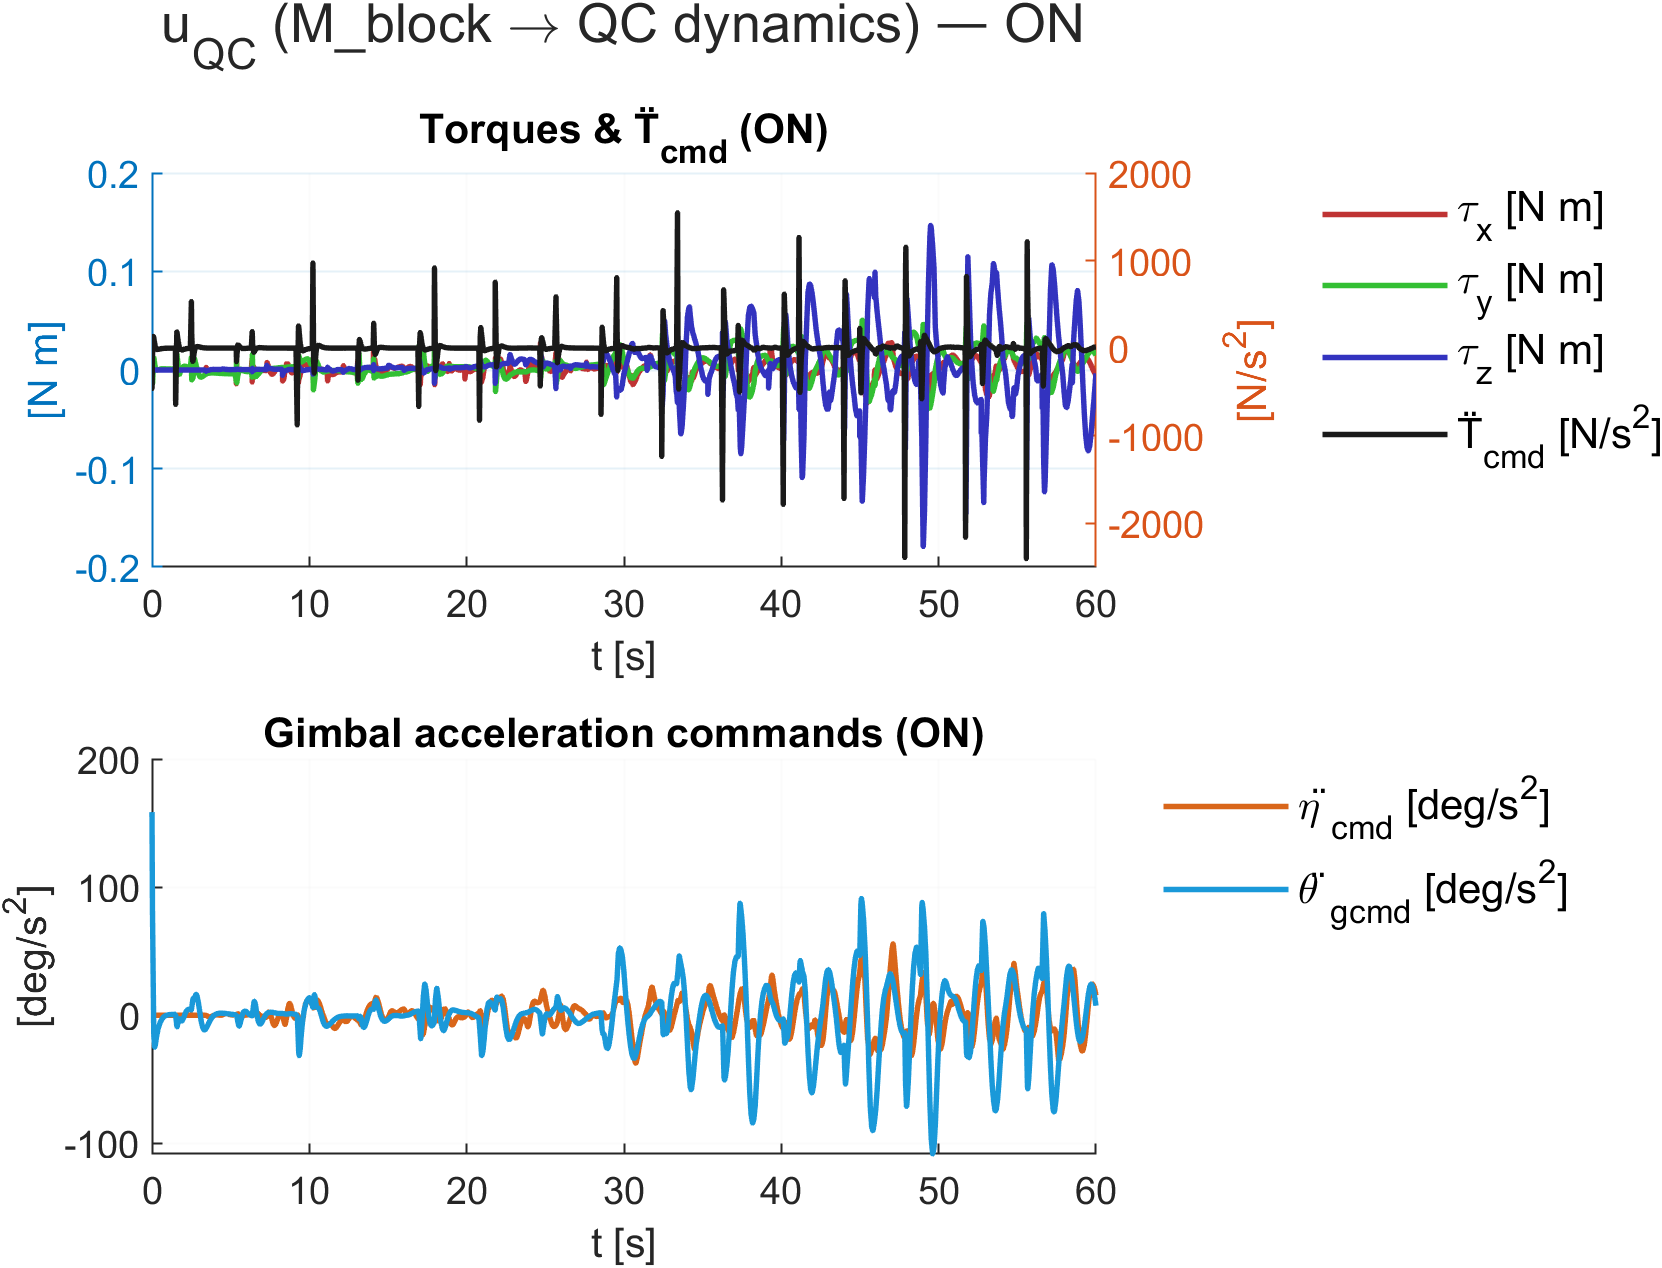 u_QC (M_block → QC dynamics) — ON
Torques & T̈_cmd (ON)
0.2
0.1
0
-0.1
-0.2
[N m]
2000
1000
0
-1000
-2000
[N/s²]
0 10 20 30 40 50 60
t [s]
τ_x [N m]
τ_y [N m]
τ_z [N m]
T̈_cmd [N/s²]
Gimbal acceleration commands (ON)
200
100
0
-100
[deg/s²]
0 10 20 30 40 50 60
t [s]
η̈_cmd [deg/s²]
θ̈_gcmd [deg/s²]